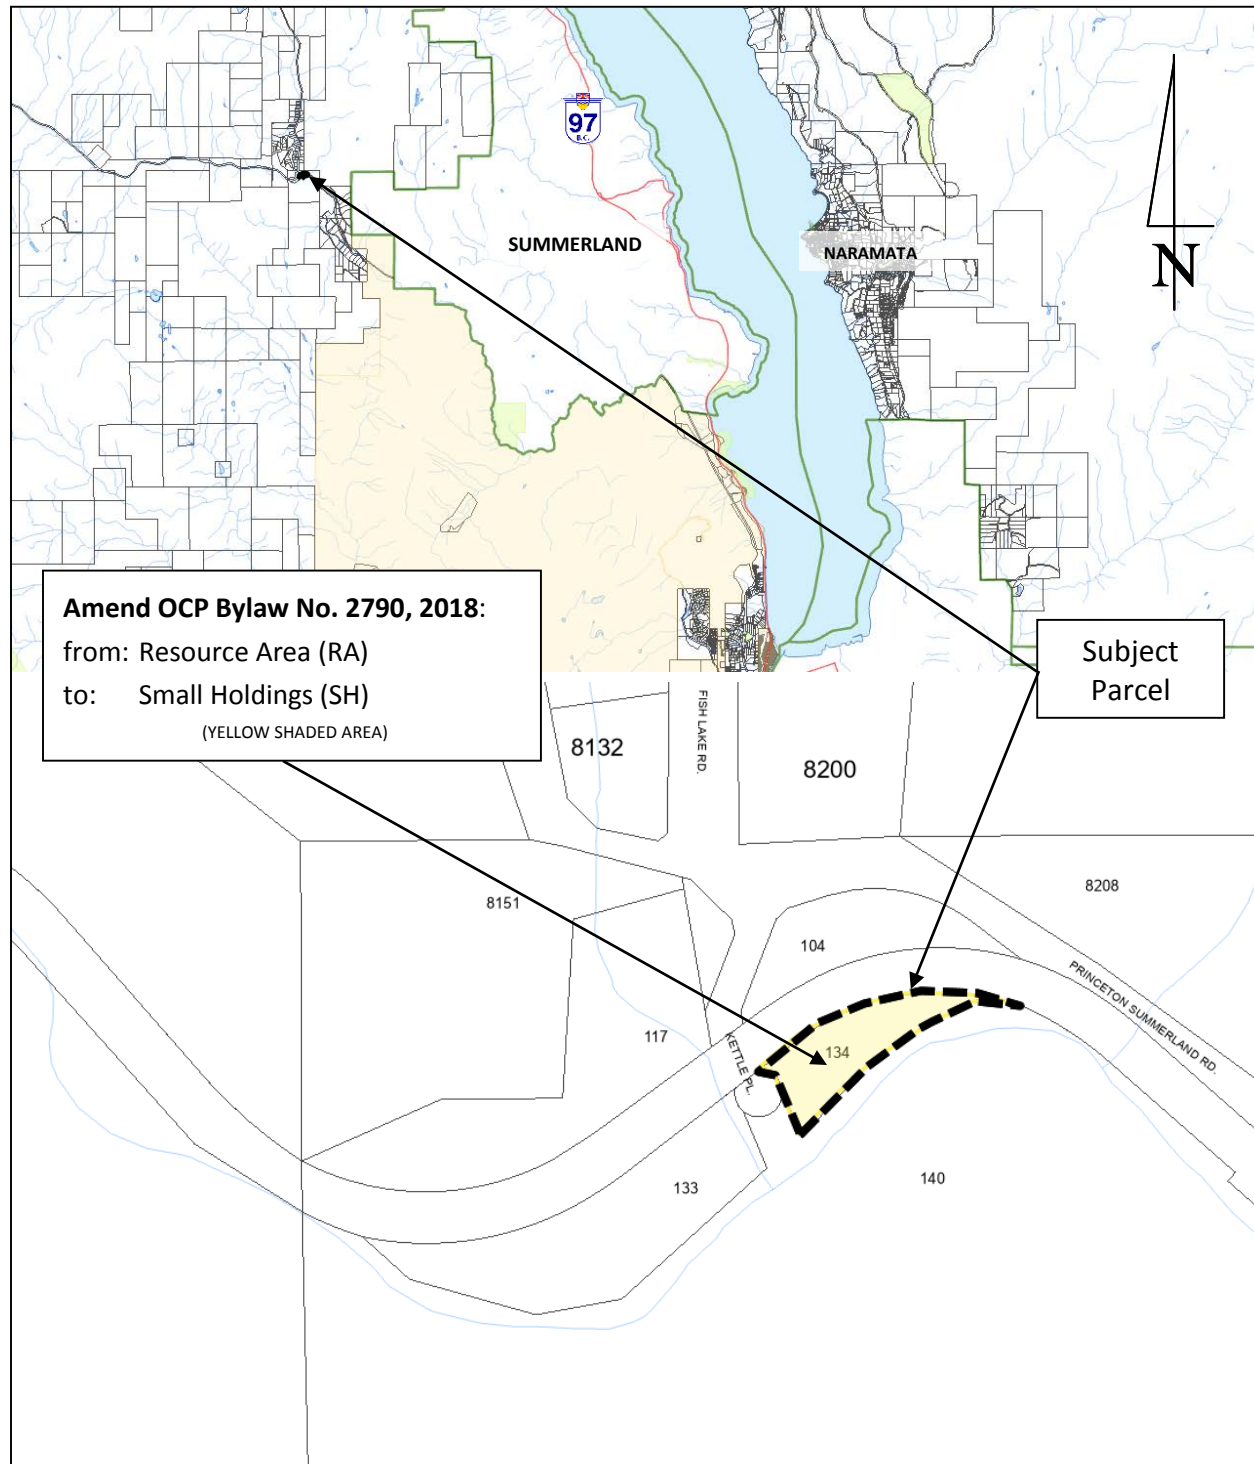 97
B.C.
SUMMERLAND
NARAMATA
N
Amend OCP Bylaw No. 2790, 2018:
from: Resource Area (RA)
to: Small Holdings (SH)
(YELLOW SHADED AREA)
Subject
Parcel
FISH LAKE RD.
8132
8200
8151
8208
104
PRINCETON SUMMERLAND RD.
117
KETTLE PL.
134
133
140